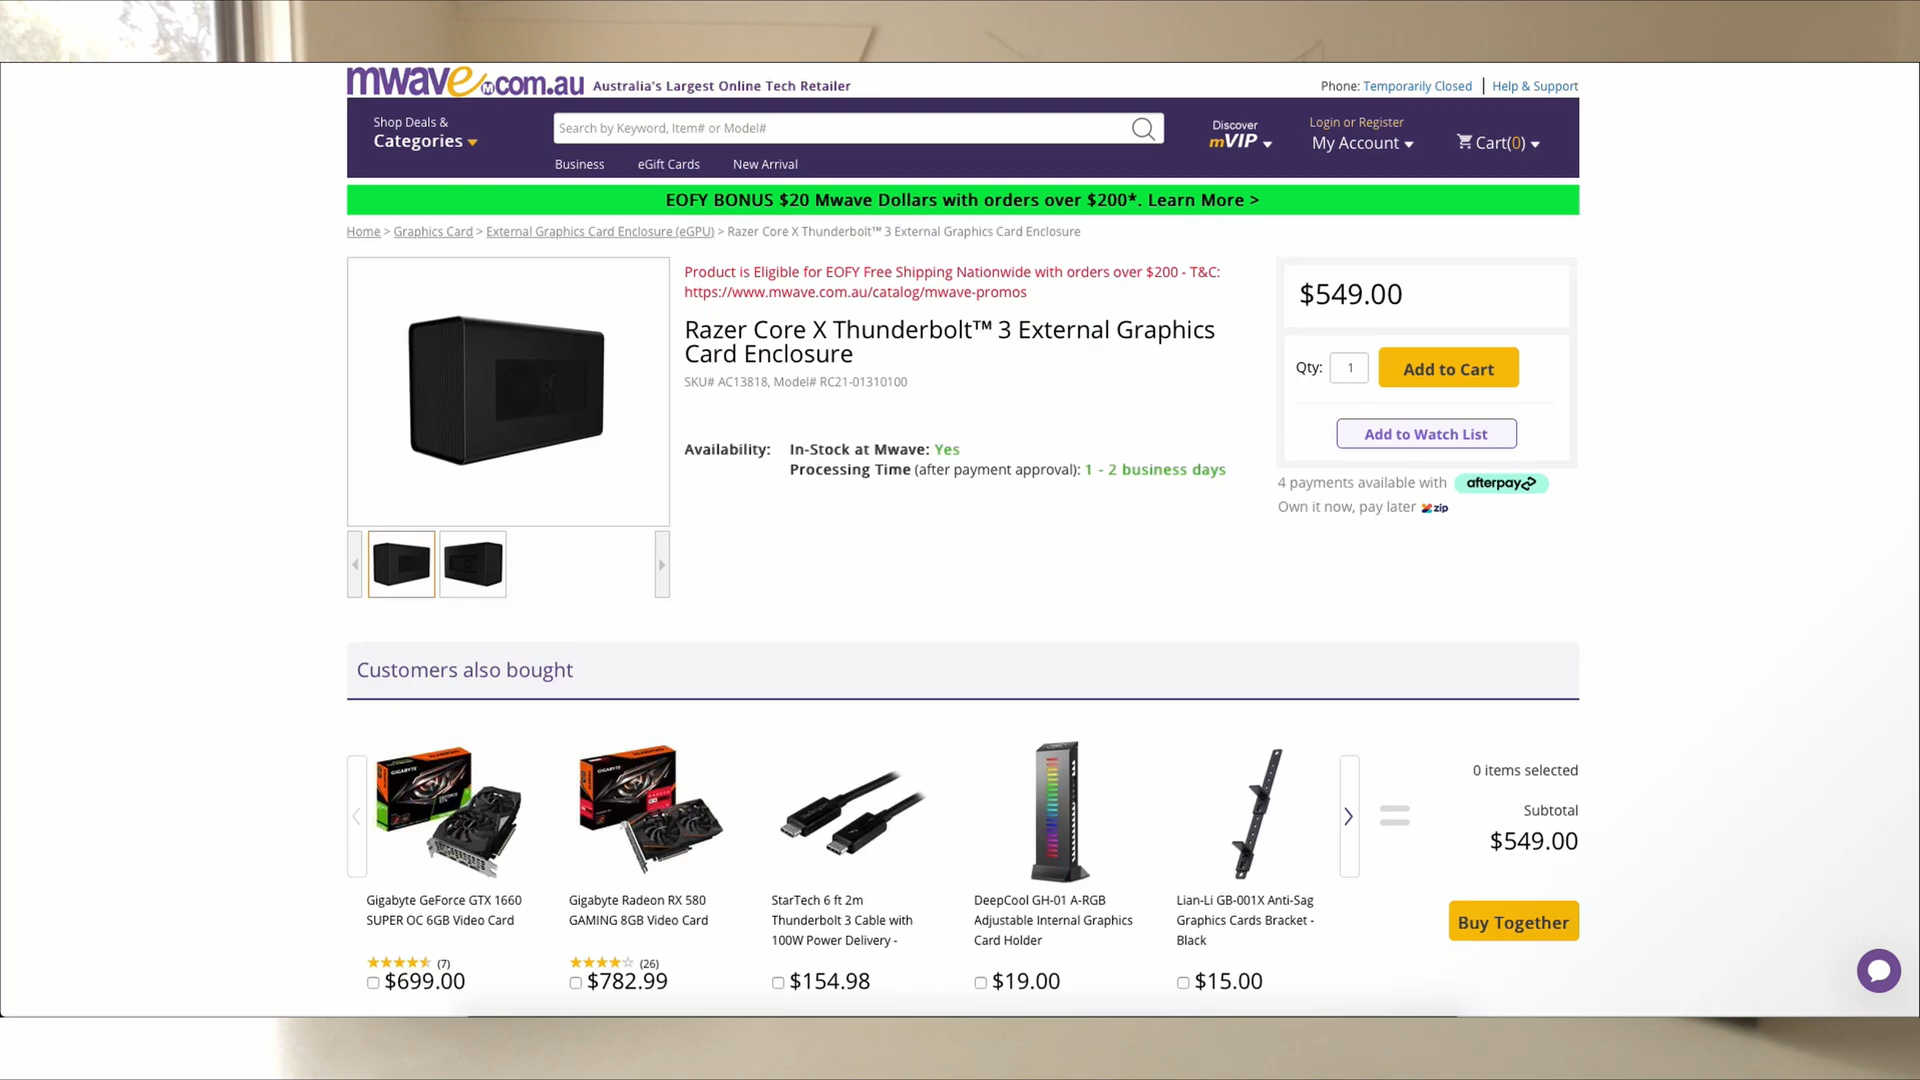 mwave.com.au Australia's Largest Online Tech Retailer
Phone: Temporarily Closed | Help & Support
Shop Deals &
Categories
Search by Keyword, Item# or Model#
Business eGift Cards New Arrival
Discover
mVIP
Login or Register
My Account
Cart(0)
EOFY BONUS $20 Mwave Dollars with orders over $200*. Learn More >
Home > Graphics Card > External Graphics Card Enclosure (eGPU) > Razer Core X Thunderbolt™ 3 External Graphics Card Enclosure
Product is Eligible for EOFY Free Shipping Nationwide with orders over $200 - T&C:
https://www.mwave.com.au/catalog/mwave-promos
Razer Core X Thunderbolt™ 3 External Graphics
Card Enclosure
SKU# AC13818, Model# RC21-01310100
Availability: In-Stock at Mwave: Yes
Processing Time (after payment approval): 1 - 2 business days
$549.00
Qty: 1 Add to Cart
Add to Watch List
4 payments available with afterpay
Own it now, pay later zip
Customers also bought
GIGABYTE
Gigabyte GeForce GTX 1660
SUPER OC 6GB Video Card
(7)
$699.00
GIGABYTE
Gigabyte Radeon RX 580
GAMING 8GB Video Card
(26)
$782.99
StarTech 6 ft 2m
Thunderbolt 3 Cable with
100W Power Delivery -
$154.98
DeepCool GH-01 A-RGB
Adjustable Internal Graphics
Card Holder
$19.00
Lian-Li GB-001X Anti-Sag
Graphics Cards Bracket -
Black
$15.00
0 items selected
Subtotal
$549.00
Buy Together